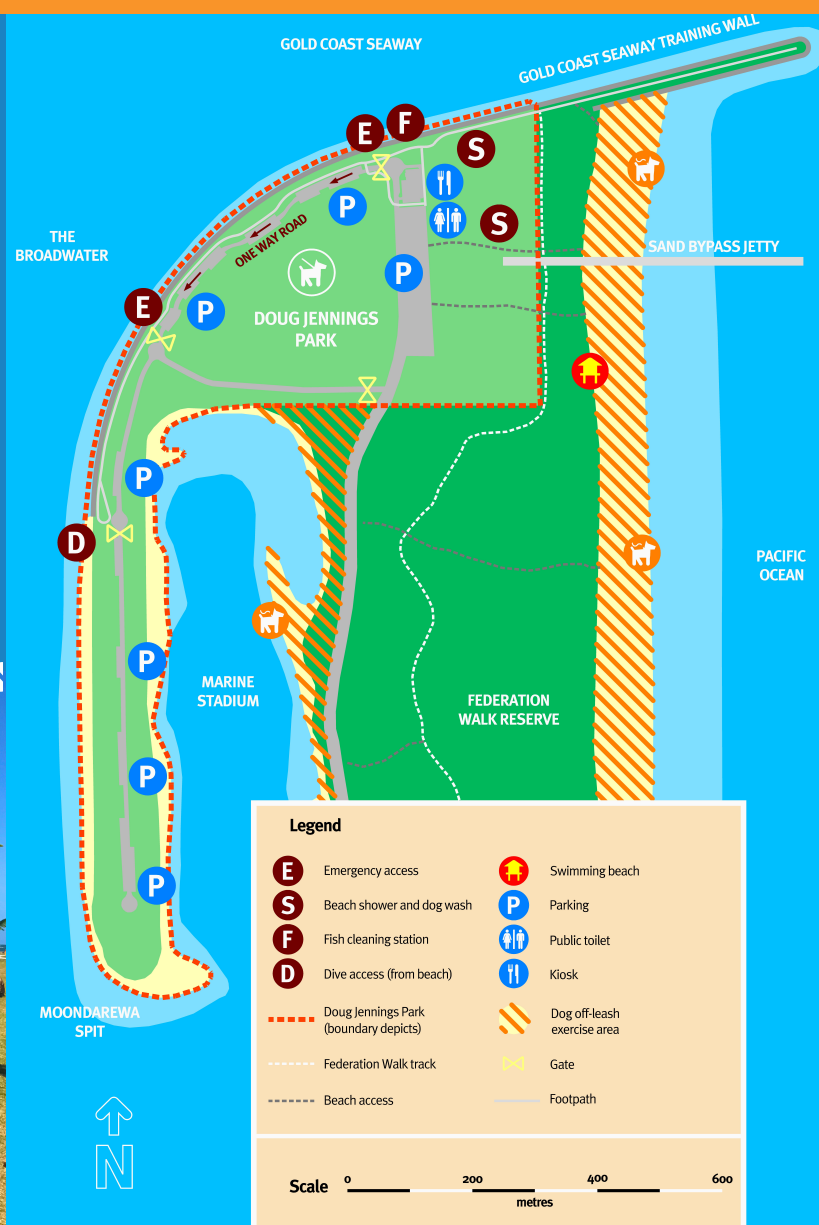 GOLD COAST SEAWAY
GOLD COAST SEAWAY TRAINING WALL
E
F
S
P
S
ONE WAY ROAD
THE
BROADWATER
SAND BYPASS JETTY
P
E
P
DOUG JENNINGS
PARK
P
D
PACIFIC
OCEAN
P
MARINE
STADIUM
FEDERATION
WALK RESERVE
P
P
MOONDAREWA
SPIT
N
Legend
E Emergency access
S Beach shower and dog wash
F Fish cleaning station
D Dive access (from beach)
Doug Jennings Park
(boundary depicts)
Federation Walk track
Beach access
Swimming beach
P Parking
Public toilet
Kiosk
Dog off-leash
exercise area
Gate
Footpath
Scale 0 200 400 600
metres